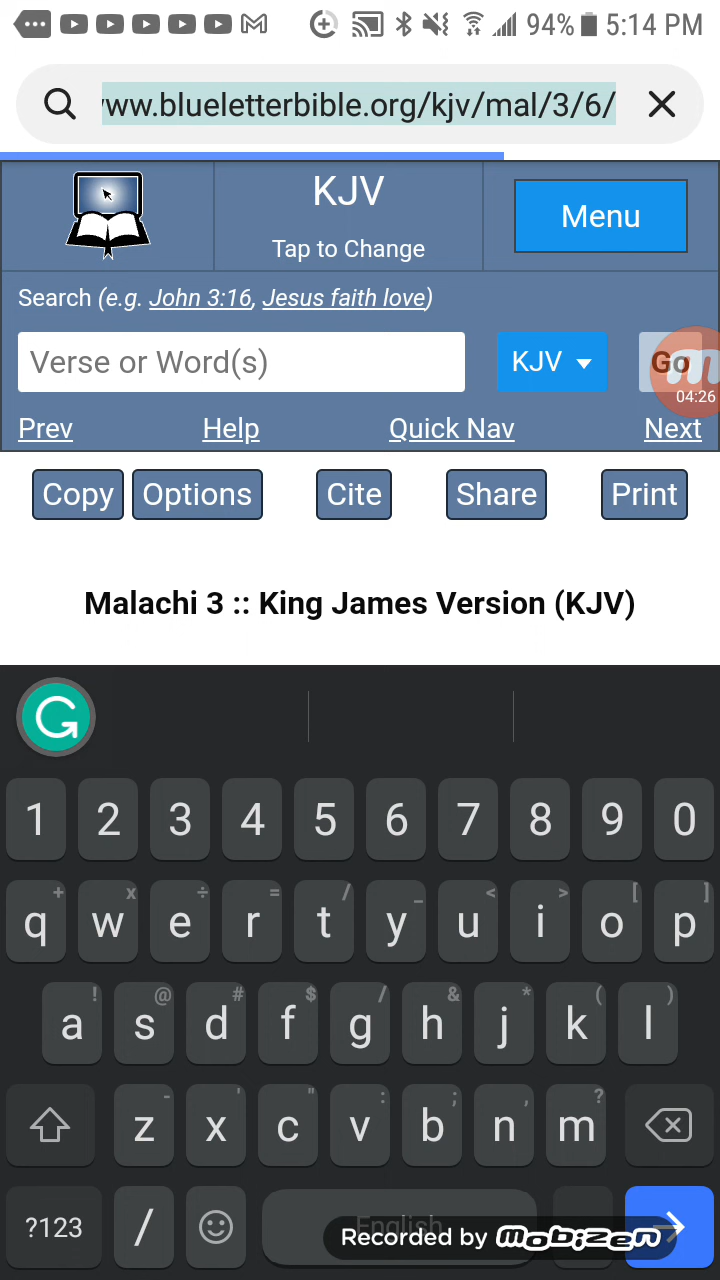 94% 5:14 PM
www.blueletterbible.org/kjv/mal/3/6/
KJV
Tap to Change
Menu
Search (e.g. John 3:16, Jesus faith love)
Verse or Word(s) KJV Go
04:26
Prev Help Quick Nav Next
Copy Options Cite Share Print
Malachi 3 :: King James Version (KJV)
1 2 3 4 5 6 7 8 9 0
+ x ÷ = / _ < > [ ]
q w e r t y u i o p
! @ # $ / & * ( )
a s d f g h j k l
- ' " : ; , ?
z x c v b n m
?123 / English
Recorded by mobizen